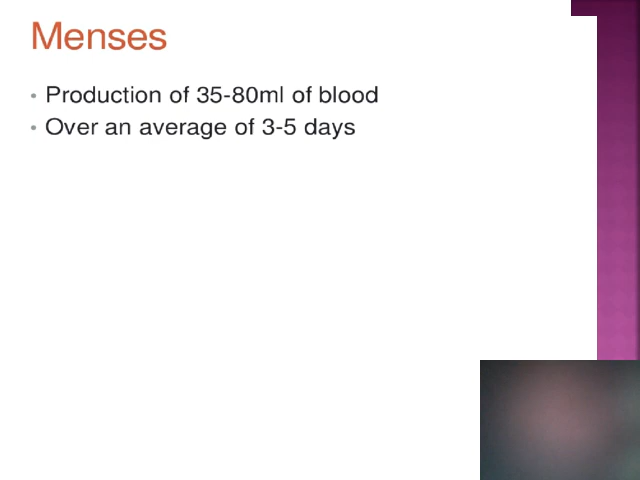 Menses
• Production of 35-80ml of blood
• Over an average of 3-5 days